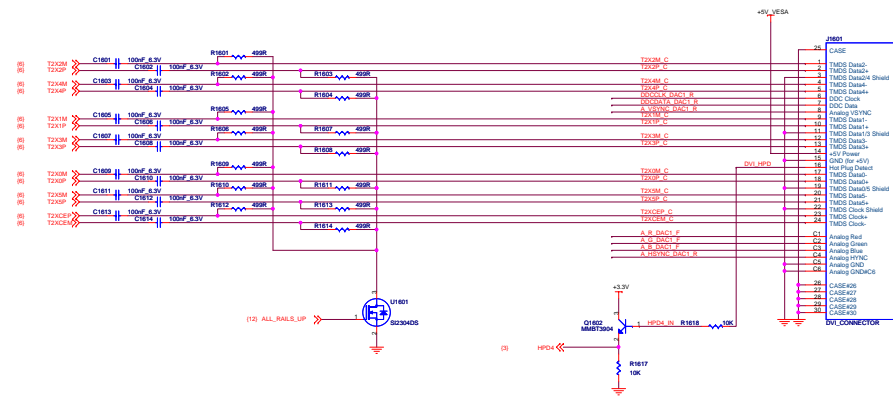 +5V_VESA
J1601
25 CASE
R1601 499R
(6) T2X2M C1601 100nF_6.3V T2X2M_C 1 TMDS Data2-
(6) T2X2P C1602 100nF_6.3V T2X2P_C 2 TMDS Data2+
R1602 499R R1603 499R 3 TMDS Data2/4 Shield
(6) T2X4M C1603 100nF_6.3V T2X4M_C 4 TMDS Data4-
(6) T2X4P C1604 100nF_6.3V T2X4P_C 5 TMDS Data4+
R1604 499R DDCCLK_DAC1_R 6 DDC Clock
DDCDATA_DAC1_R 7 DDC Data
R1605 499R A_VSYNC_DAC1_R 8 Analog VSYNC
(6) T2X1M C1605 100nF_6.3V T2X1M_C 9 TMDS Data1-
(6) T2X1P C1606 100nF_6.3V T2X1P_C 10 TMDS Data1+
R1606 499R R1607 499R 11 TMDS Data1/3 Shield
(6) T2X3M C1607 100nF_6.3V T2X3M_C 12 TMDS Data3-
(6) T2X3P C1608 100nF_6.3V T2X3P_C 13 TMDS Data3+
R1608 499R 14 +5V Power
15 GND (for +5V)
R1609 499R DVI_HPD 16 Hot Plug Detect
(6) T2X0M C1609 100nF_6.3V T2X0M_C 17 TMDS Data0-
(6) T2X0P C1610 100nF_6.3V T2X0P_C 18 TMDS Data0+
R1610 499R R1611 499R 19 TMDS Data0/5 Shield
(6) T2X5M C1611 100nF_6.3V T2X5M_C 20 TMDS Data5-
(6) T2X5P C1612 100nF_6.3V T2X5P_C 21 TMDS Data5+
R1612 499R R1613 499R 22 TMDS Clock Shield
(6) T2XCEP C1613 100nF_6.3V T2XCEP_C 23 TMDS Clock+
(6) T2XCEM C1614 100nF_6.3V T2XCEM_C 24 TMDS Clock-
R1614 499R
A_R_DAC1_F C1 Analog Red
A_G_DAC1_F C2 Analog Green
A_B_DAC1_F C3 Analog Blue
A_HSYNC_DAC1_R C4 Analog HYNC
C5 Analog GND
C6 Analog GND#C6
26 CASE#26
27 CASE#27
28 CASE#28
29 CASE#29
30 CASE#30
DVI_CONNECTOR
3
U1601
(12) ALL_RAILS_UP 1
SI2304DS
2
+3.3V
3
Q1602
MMBT3904
1 HPD4_IN R1618 10K
2
(3) HPD4
R1617
10K